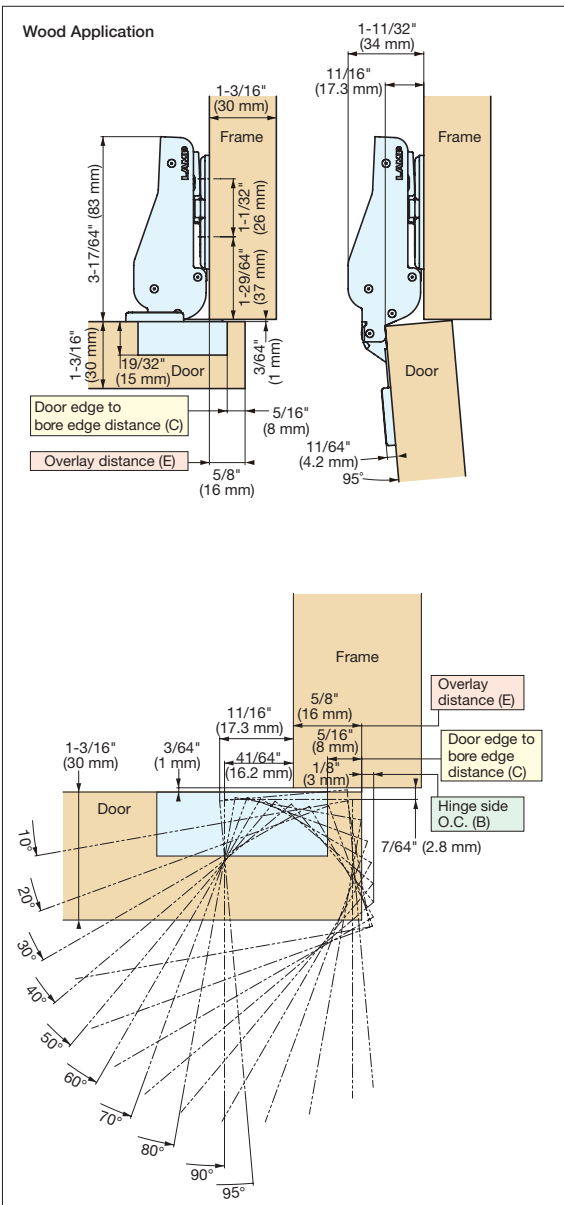 Wood Application
1-3/16"
(30 mm)
Frame
LAMP
3-17/64" (83 mm)
1-1/32"
(26 mm)
1-29/64"
(37 mm)
1-3/16"
(30 mm)
19/32"
(15 mm)
Door
3/64"
(1 mm)
Door edge to
bore edge distance (C)
5/16"
(8 mm)
Overlay distance (E)
5/8"
(16 mm)
1-11/32"
(34 mm)
11/16"
(17.3 mm)
Frame
LAMP
Door
11/64"
(4.2 mm)
95°
Frame
5/8"
(16 mm)
Overlay
distance (E)
11/16"
(17.3 mm)
5/16"
(8 mm)
Door edge to
bore edge
distance (C)
1-3/16"
(30 mm)
3/64"
(1 mm)
41/64"
(16.2 mm)
1/8"
(3 mm)
Hinge side
O.C. (B)
Door
7/64" (2.8 mm)
10°
20°
30°
40°
50°
60°
70°
80°
90°
95°